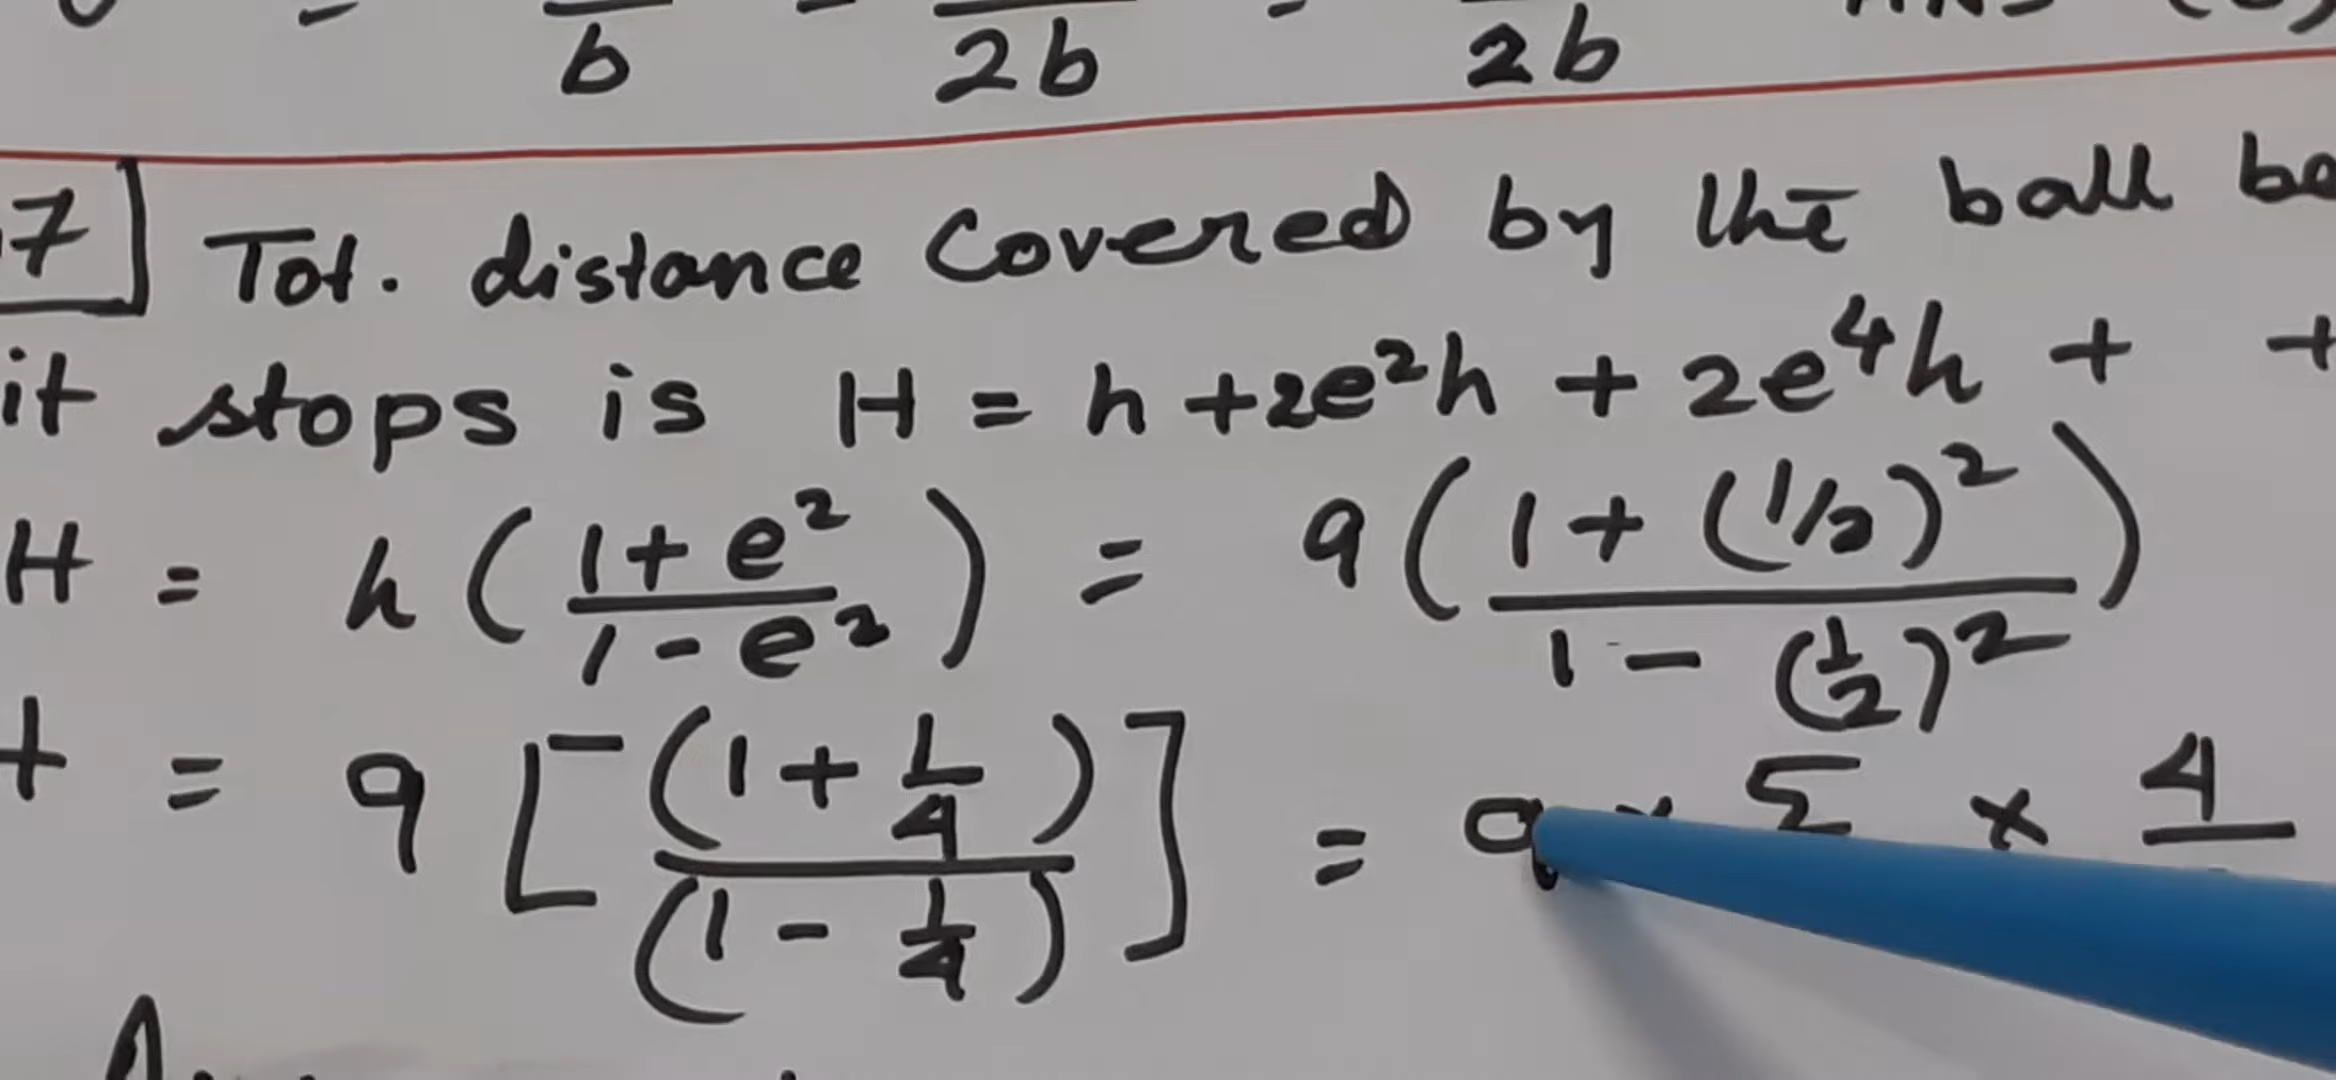 = b = 2b = 2b
7] Tot. distance covered by the ball be
it stops is H = h + 2e²h + 2e⁴h + +
H = h ( (1+e²)/(1-e²) ) = 9 ( (1 + (1/2)²)/(1 - (1/2)²) )
= 9 [ (1 + 1/4)/(1 - 1/4) ] = 9 × 5 × 4